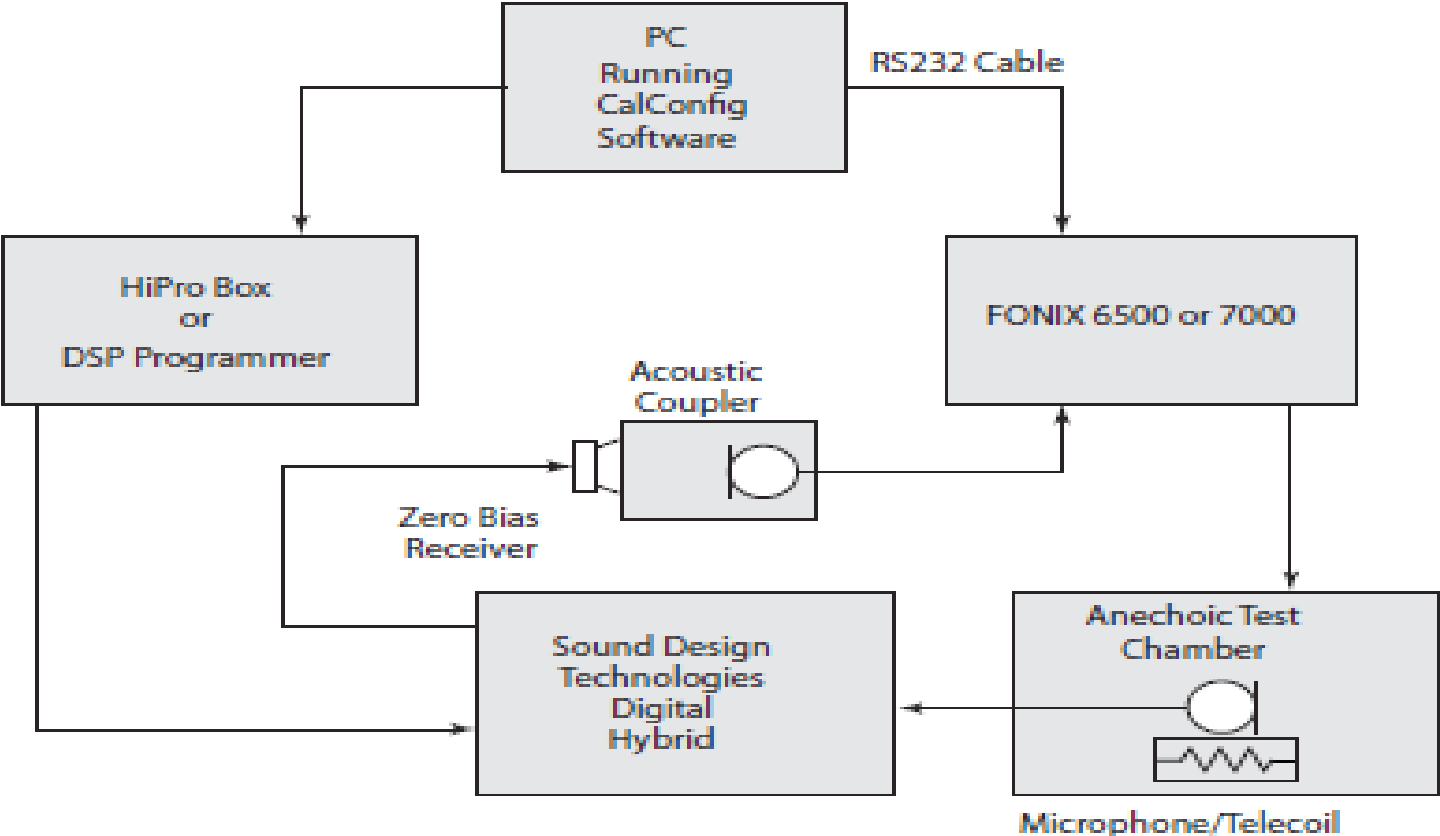 PC
Running
CalConfig
Software
RS232 Cable
HiPro Box
or
DSP Programmer
FONIX 6500 or 7000
Acoustic
Coupler
Zero Bias
Receiver
Sound Design
Technologies
Digital
Hybrid
Anechoic Test
Chamber
Microphone/Telecoil